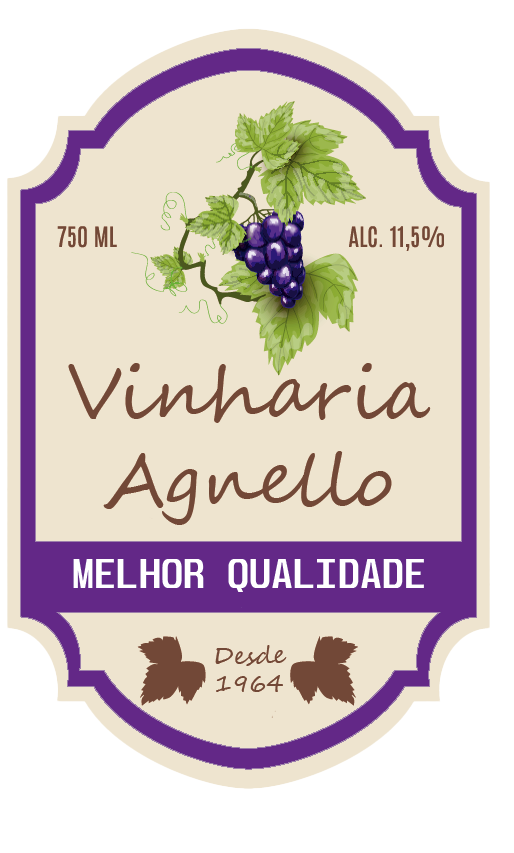 750 ML ALC. 11,5%
Vinharia
Agnello
MELHOR QUALIDADE
Desde
1964